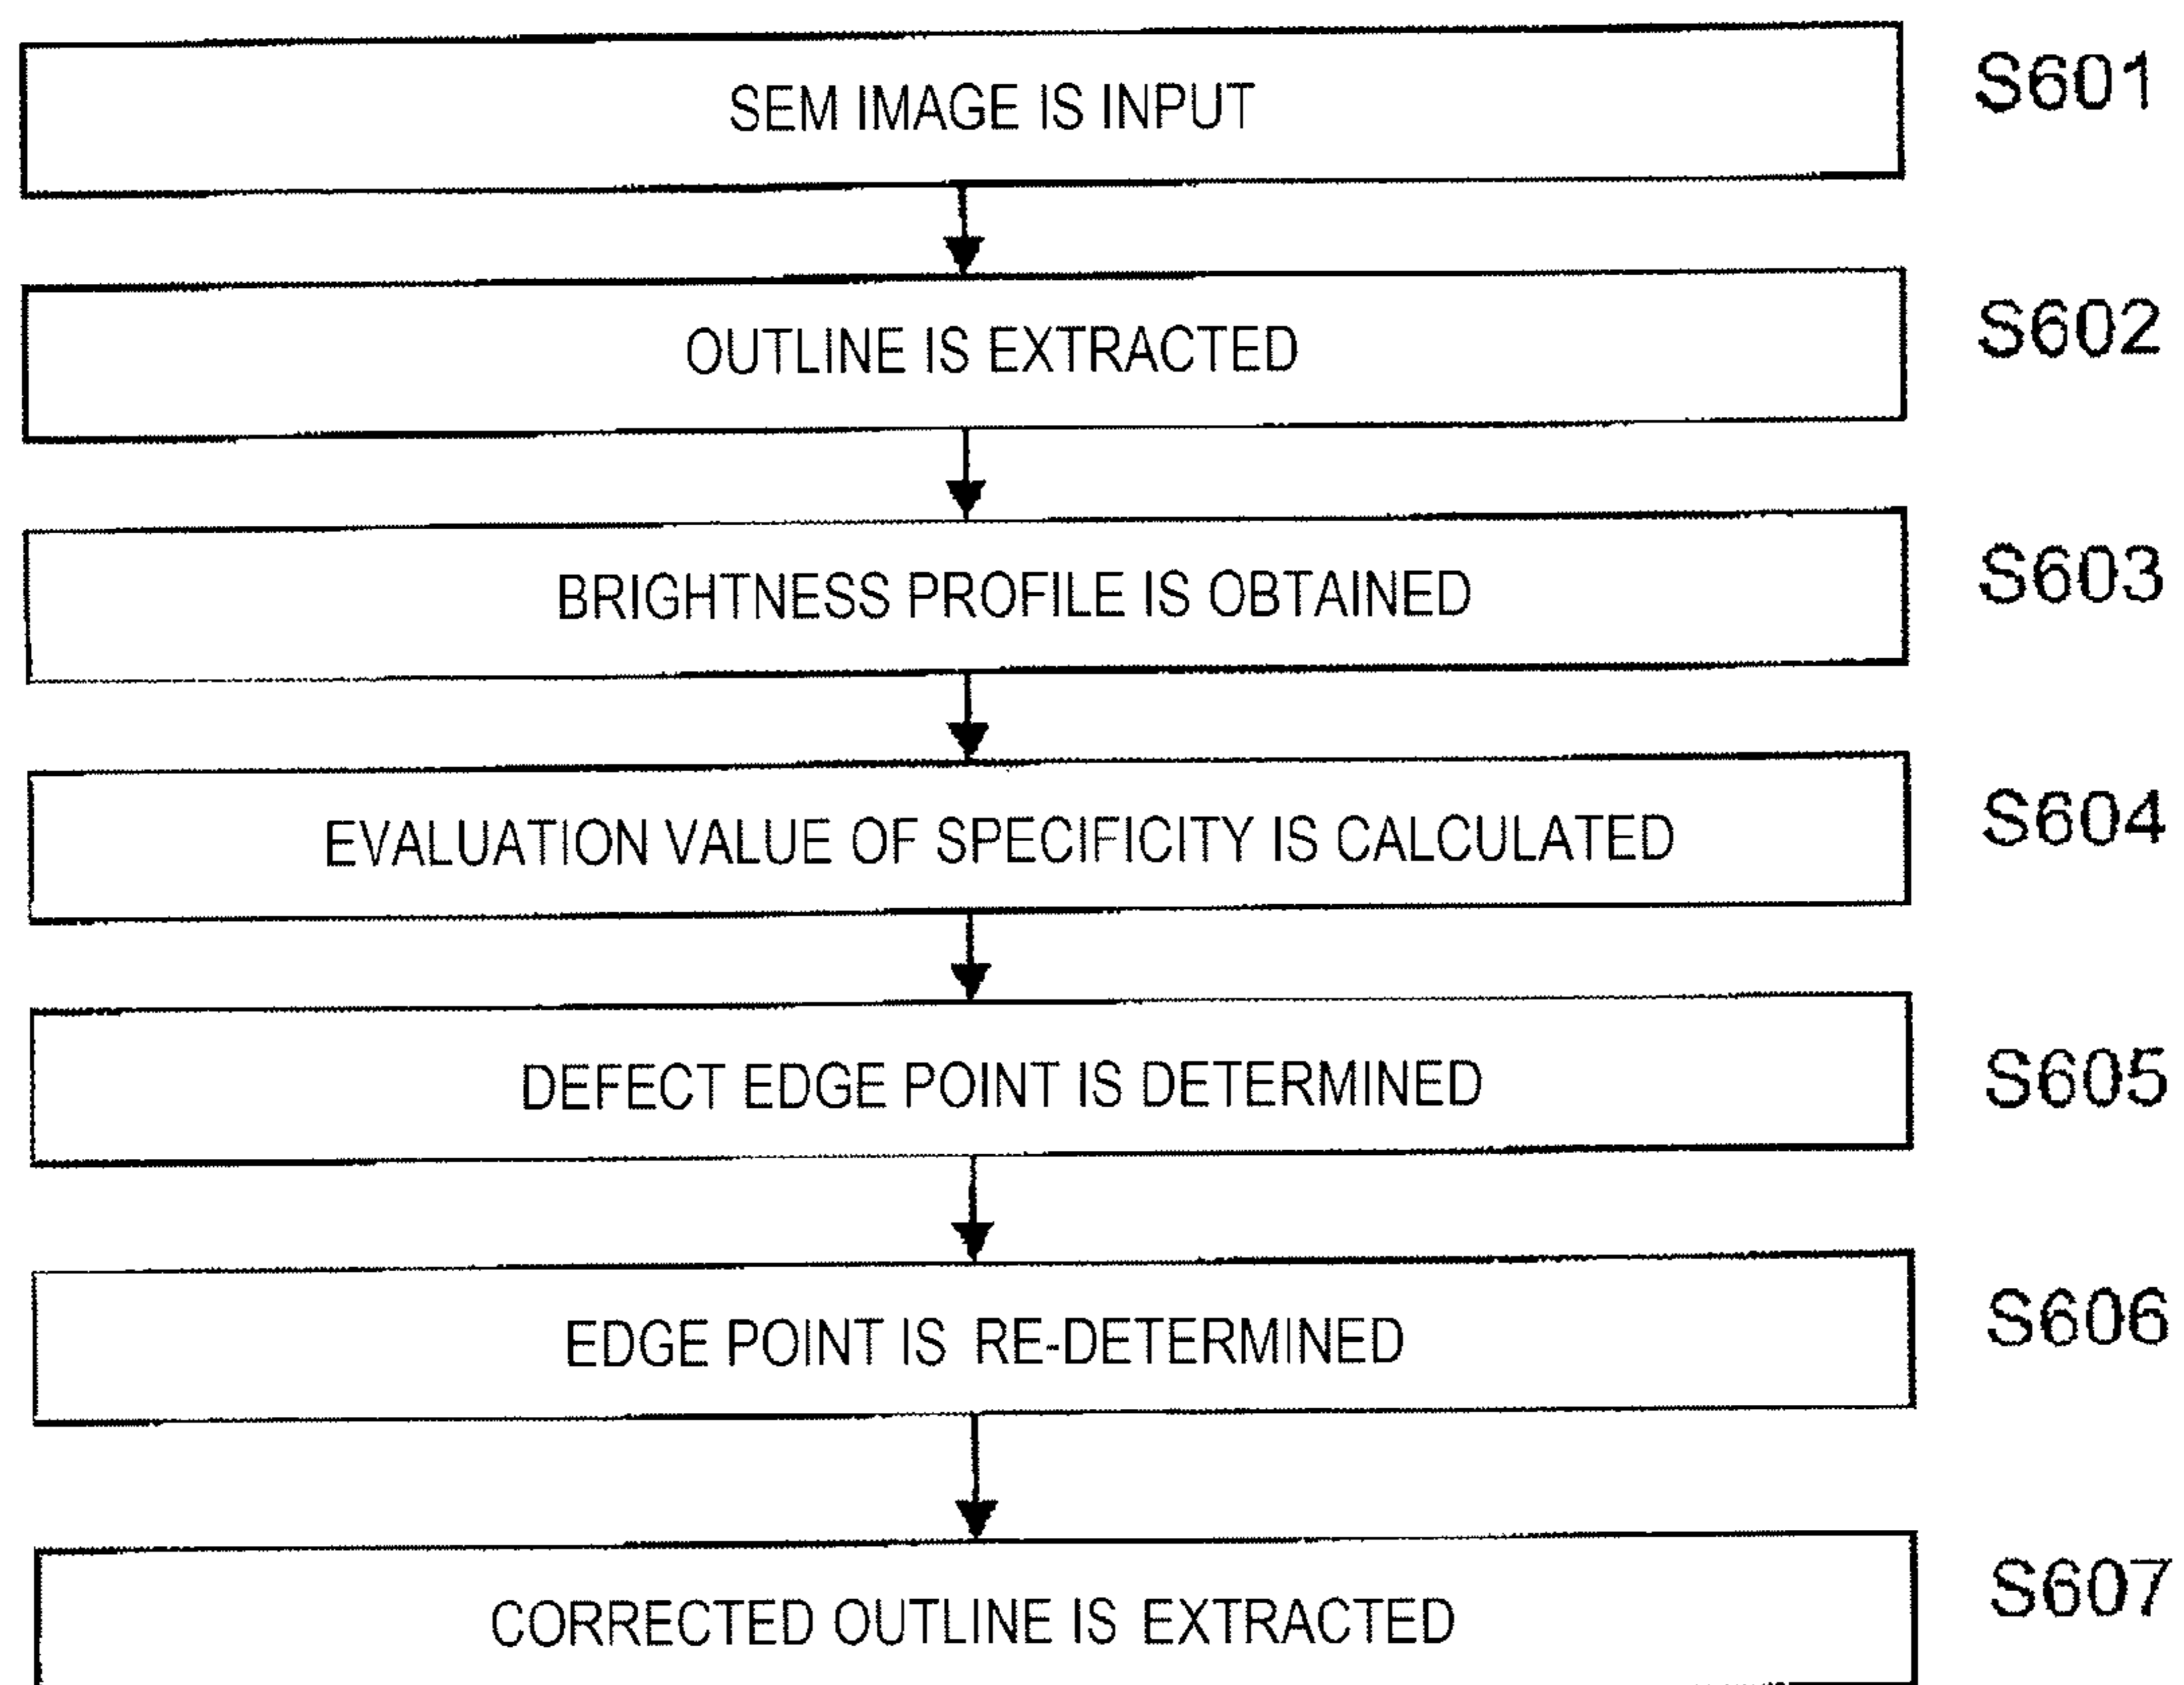 SEM IMAGE IS INPUT S601
OUTLINE IS EXTRACTED S602
BRIGHTNESS PROFILE IS OBTAINED S603
EVALUATION VALUE OF SPECIFICITY IS CALCULATED S604
DEFECT EDGE POINT IS DETERMINED S605
EDGE POINT IS RE-DETERMINED S606
CORRECTED OUTLINE IS EXTRACTED S607